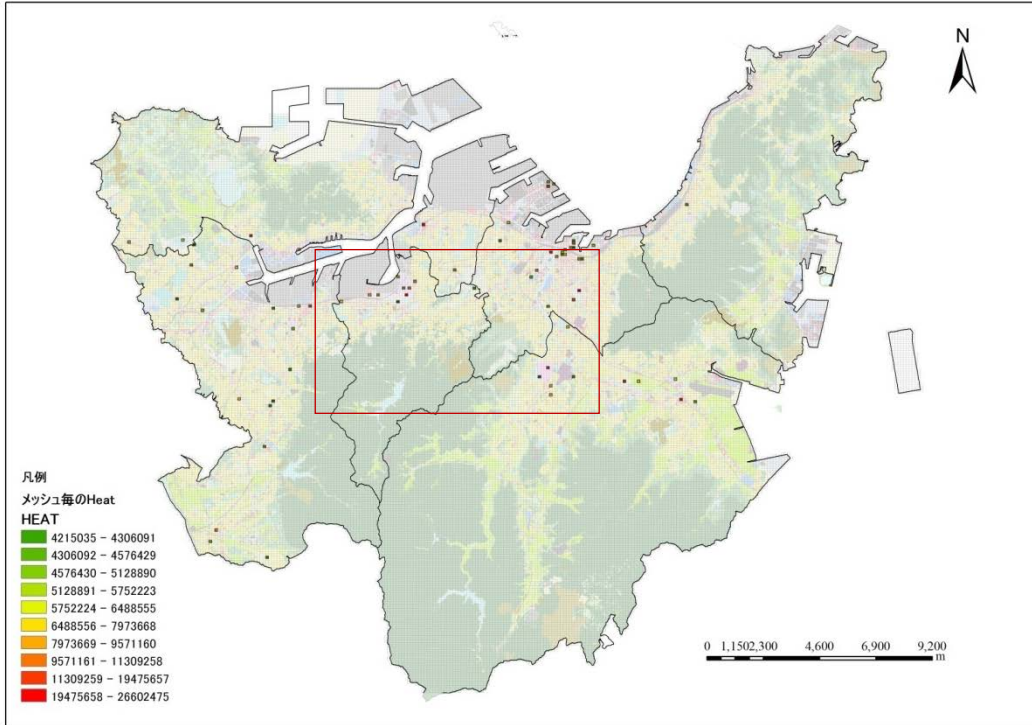 N
凡例
メッシュ毎のHeat
HEAT
4215035 - 4306091
4306092 - 4576429
4576430 - 5128890
5128891 - 5752223
5752224 - 6488555
6488556 - 7973668
7973669 - 9571160
9571161 - 11309258
11309259 - 19475657
19475658 - 26602475
0 1,150 2,300 4,600 6,900 9,200
m